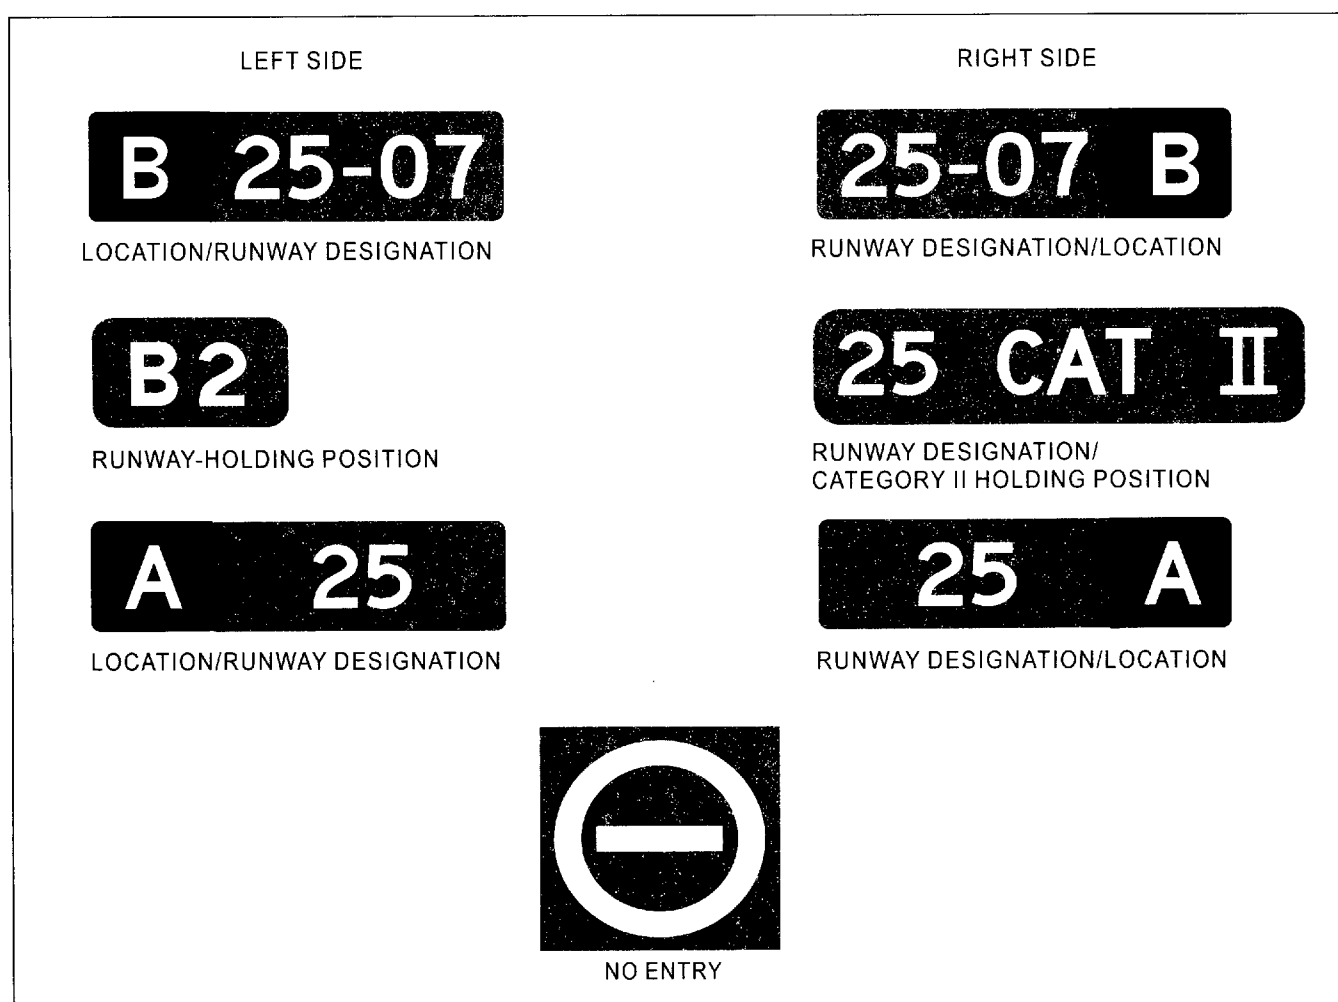 LEFT SIDE
RIGHT SIDE
B 25-07
25-07 B
LOCATION/RUNWAY DESIGNATION
RUNWAY DESIGNATION/LOCATION
B2
25 CAT II
RUNWAY-HOLDING POSITION
RUNWAY DESIGNATION/
CATEGORY II HOLDING POSITION
A 25
25 A
LOCATION/RUNWAY DESIGNATION
RUNWAY DESIGNATION/LOCATION
NO ENTRY